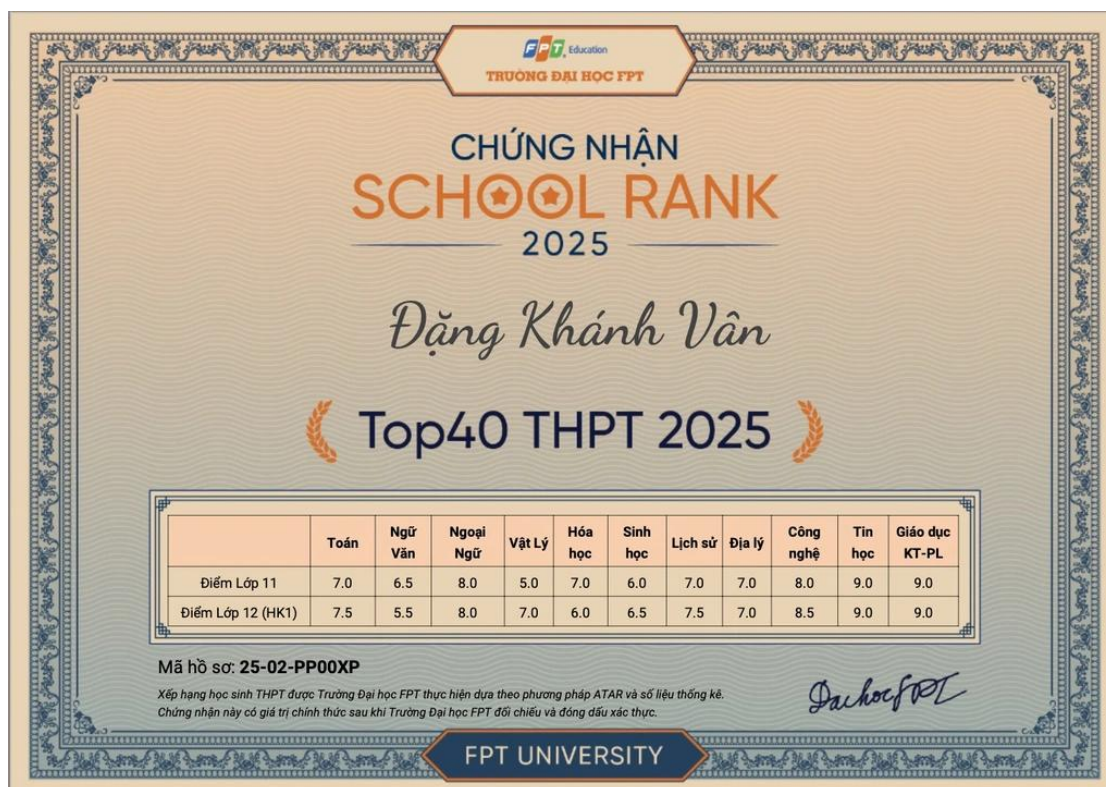 FPT Education
TRƯỜNG ĐẠI HỌC FPT
CHỨNG NHẬN
SCHOOL RANK
2025
Đặng Khánh Vân
Top40 THPT 2025
Toán Ngữ Văn Ngoại Ngữ Vật Lý Hóa học Sinh học Lịch sử Địa lý Công nghệ Tin học Giáo dục KT-PL
Điểm Lớp 11 7.0 6.5 8.0 5.0 7.0 6.0 7.0 7.0 8.0 9.0 9.0
Điểm Lớp 12 (HK1) 7.5 5.5 8.0 7.0 6.0 6.5 7.5 7.0 8.5 9.0 9.0
Mã hồ sơ: 25-02-PP00XP
Xếp hạng học sinh THPT được Trường Đại học FPT thực hiện dựa theo phương pháp ATAR và số liệu thống kê.
Chứng nhận này có giá trị chính thức sau khi Trường Đại học FPT đối chiếu và đóng dấu xác thực.
Daihocfpt
FPT UNIVERSITY